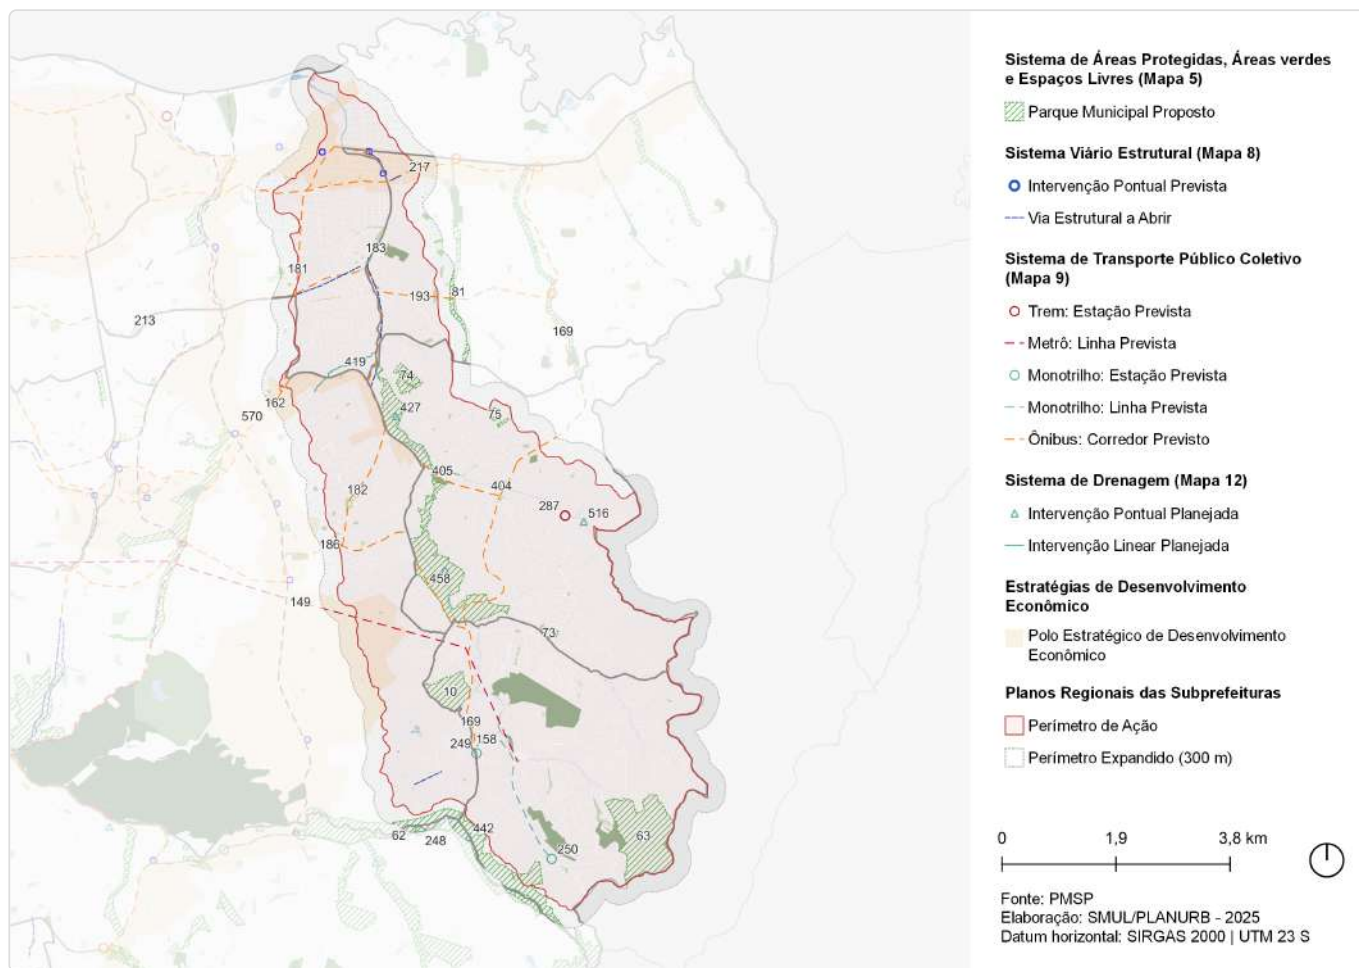 217
183
181
193
81
213
169
419
74
162
427
570
75
405
404
182
287
516
186
458
149
73
10
169
158
249
62
248
442
250
63
Sistema de Áreas Protegidas, Áreas verdes
e Espaços Livres (Mapa 5)
Parque Municipal Proposto
Sistema Viário Estrutural (Mapa 8)
Intervenção Pontual Prevista
Via Estrutural a Abrir
Sistema de Transporte Público Coletivo
(Mapa 9)
Trem: Estação Prevista
Metrô: Linha Prevista
Monotrilho: Estação Prevista
Monotrilho: Linha Prevista
Ônibus: Corredor Previsto
Sistema de Drenagem (Mapa 12)
Intervenção Pontual Planejada
Intervenção Linear Planejada
Estratégias de Desenvolvimento
Econômico
Polo Estratégico de Desenvolvimento
Econômico
Planos Regionais das Subprefeituras
Perímetro de Ação
Perímetro Expandido (300 m)
0 1,9 3,8 km
Fonte: PMSP
Elaboração: SMUL/PLANURB - 2025
Datum horizontal: SIRGAS 2000 | UTM 23 S